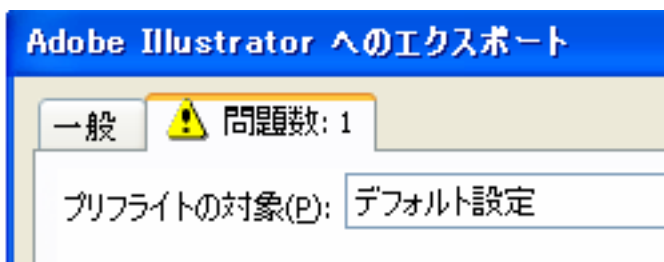 Adobe Illustrator へのエクスポート
一般 問題数: 1
プリフライトの対象(P): デフォルト設定